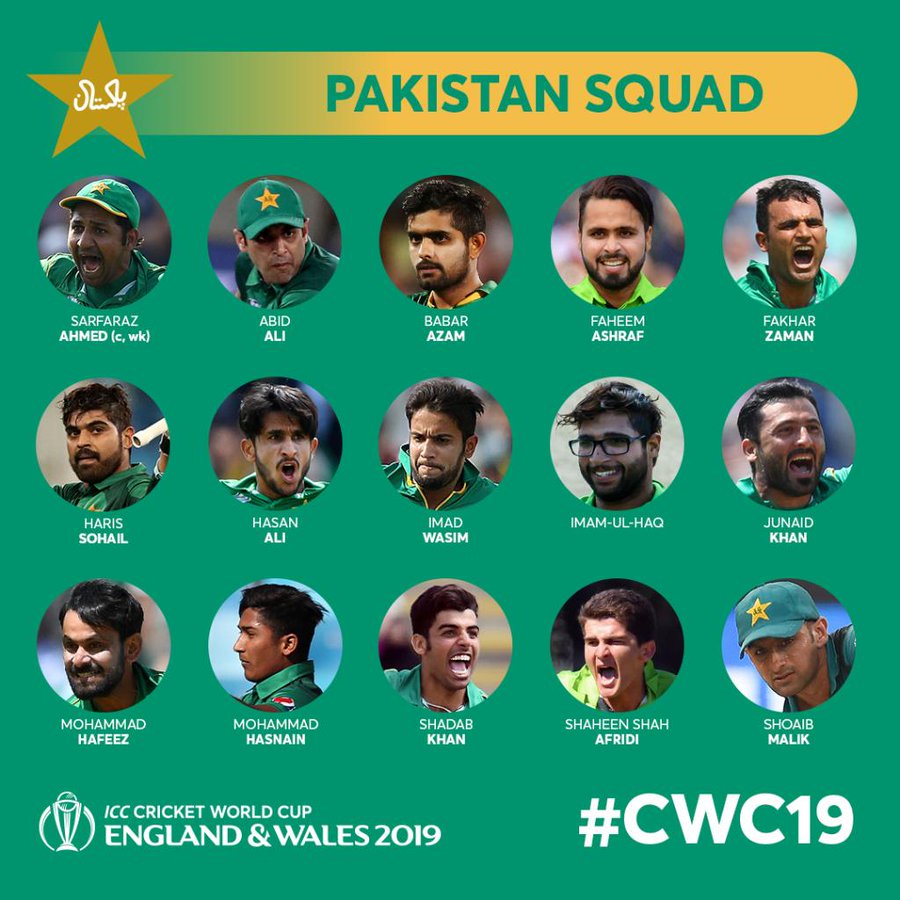 پاکستان
PAKISTAN SQUAD
SARFARAZ
AHMED (c, wk)
ABID
ALI
BABAR
AZAM
FAHEEM
ASHRAF
FAKHAR
ZAMAN
HARIS
SOHAIL
HASAN
ALI
IMAD
WASIM
IMAM-UL-HAQ
JUNAID
KHAN
MOHAMMAD
HAFEEZ
MOHAMMAD
HASNAIN
SHADAB
KHAN
SHAHEEN SHAH
AFRIDI
SHOAIB
MALIK
ICC CRICKET WORLD CUP
ENGLAND & WALES 2019
#CWC19